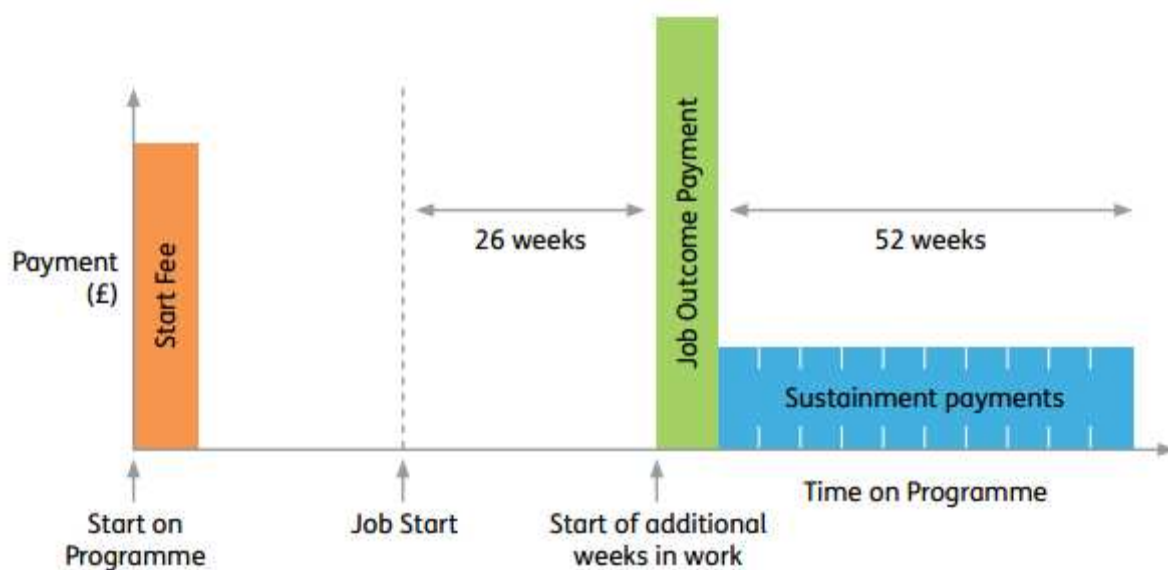 Payment
(£)
Start Fee
26 weeks
Job Outcome Payment
52 weeks
Sustainment payments
Time on Programme
Start on
Programme
Job Start
Start of additional
weeks in work